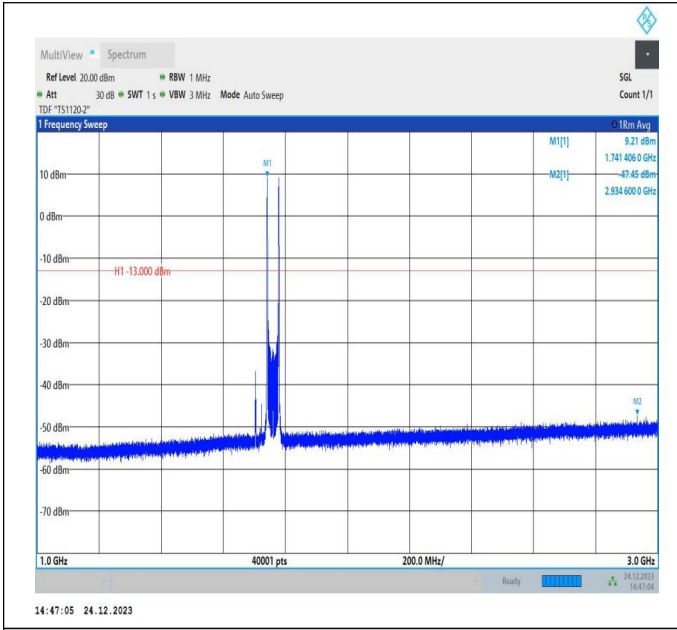 R&S
MultiView Spectrum
Ref Level 20.00 dBm RBW 1 MHz SGL
Att 30 dB SWT 1 s VBW 3 MHz Mode Auto Sweep Count 1/1
TDF "TS1120-2"
1 Frequency Sweep 1Rm Avg
M1[1] 9.21 dBm
1.741 406 0 GHz
M2[1] -47.45 dBm
2.934 600 0 GHz
M1
10 dBm
0 dBm
-10 dBm
H1 -13.000 dBm
-20 dBm
-30 dBm
-40 dBm
M2
-50 dBm
-60 dBm
-70 dBm
1.0 GHz 40001 pts 200.0 MHz/ 3.0 GHz
Ready 24.12.2023
14:47:04
14:47:05 24.12.2023